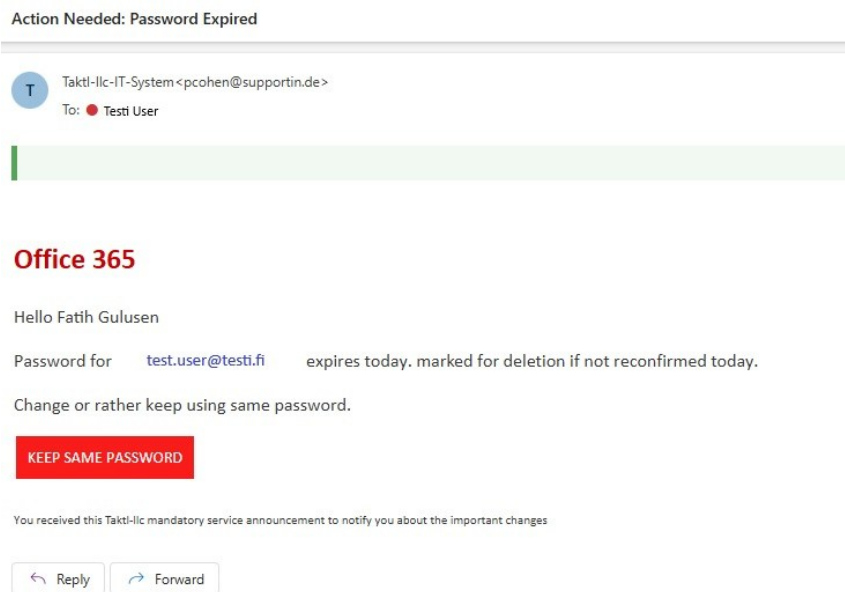 Action Needed: Password Expired
T
Taktl-llc-IT-System<pcohen@supportin.de>
To: Testi User
Office 365
Hello Fatih Gulusen
Password for test.user@testi.fi expires today. marked for deletion if not reconfirmed today.
Change or rather keep using same password.
KEEP SAME PASSWORD
You received this Taktl-llc mandatory service announcement to notify you about the important changes
Reply Forward